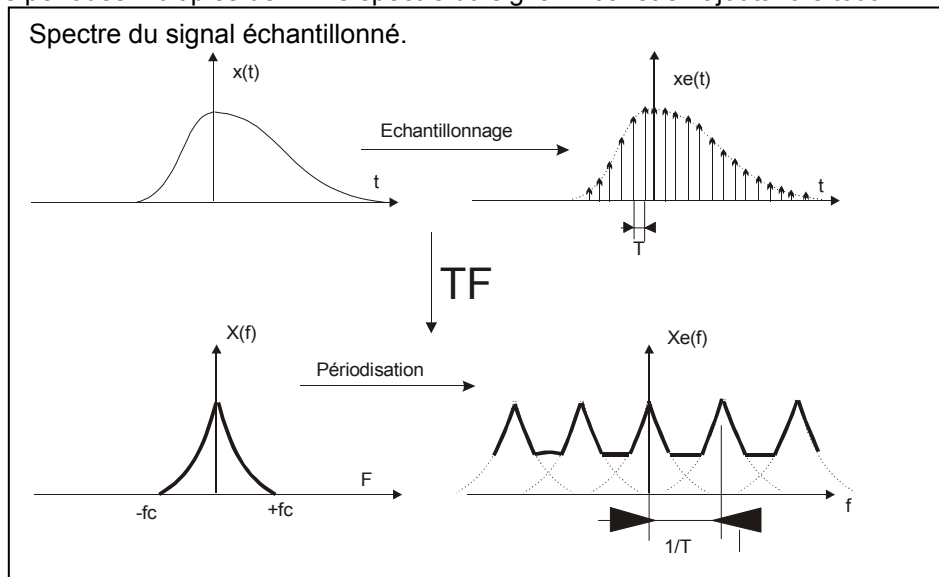 Spectre du signal échantillonné.
x(t)
xe(t)
Echantillonnage
t
t
T
TF
X(f)
Xe(f)
Périodisation
F
f
-fc
+fc
1/T